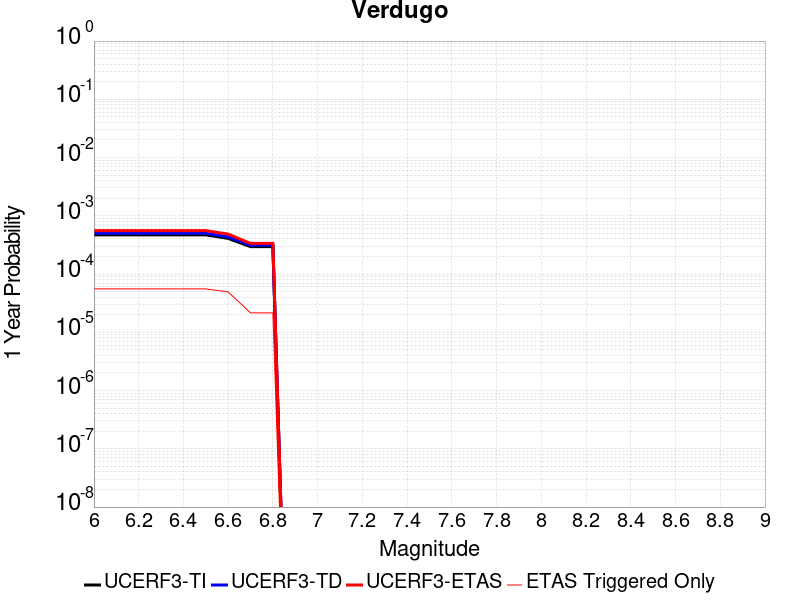 Verdugo
10^0
10^-1
10^-2
10^-3
10^-4
10^-5
10^-6
10^-7
10^-8
1 Year Probability
6 6.2 6.4 6.6 6.8 7 7.2 7.4 7.6 7.8 8 8.2 8.4 8.6 8.8 9
Magnitude
UCERF3-TI UCERF3-TD UCERF3-ETAS ETAS Triggered Only